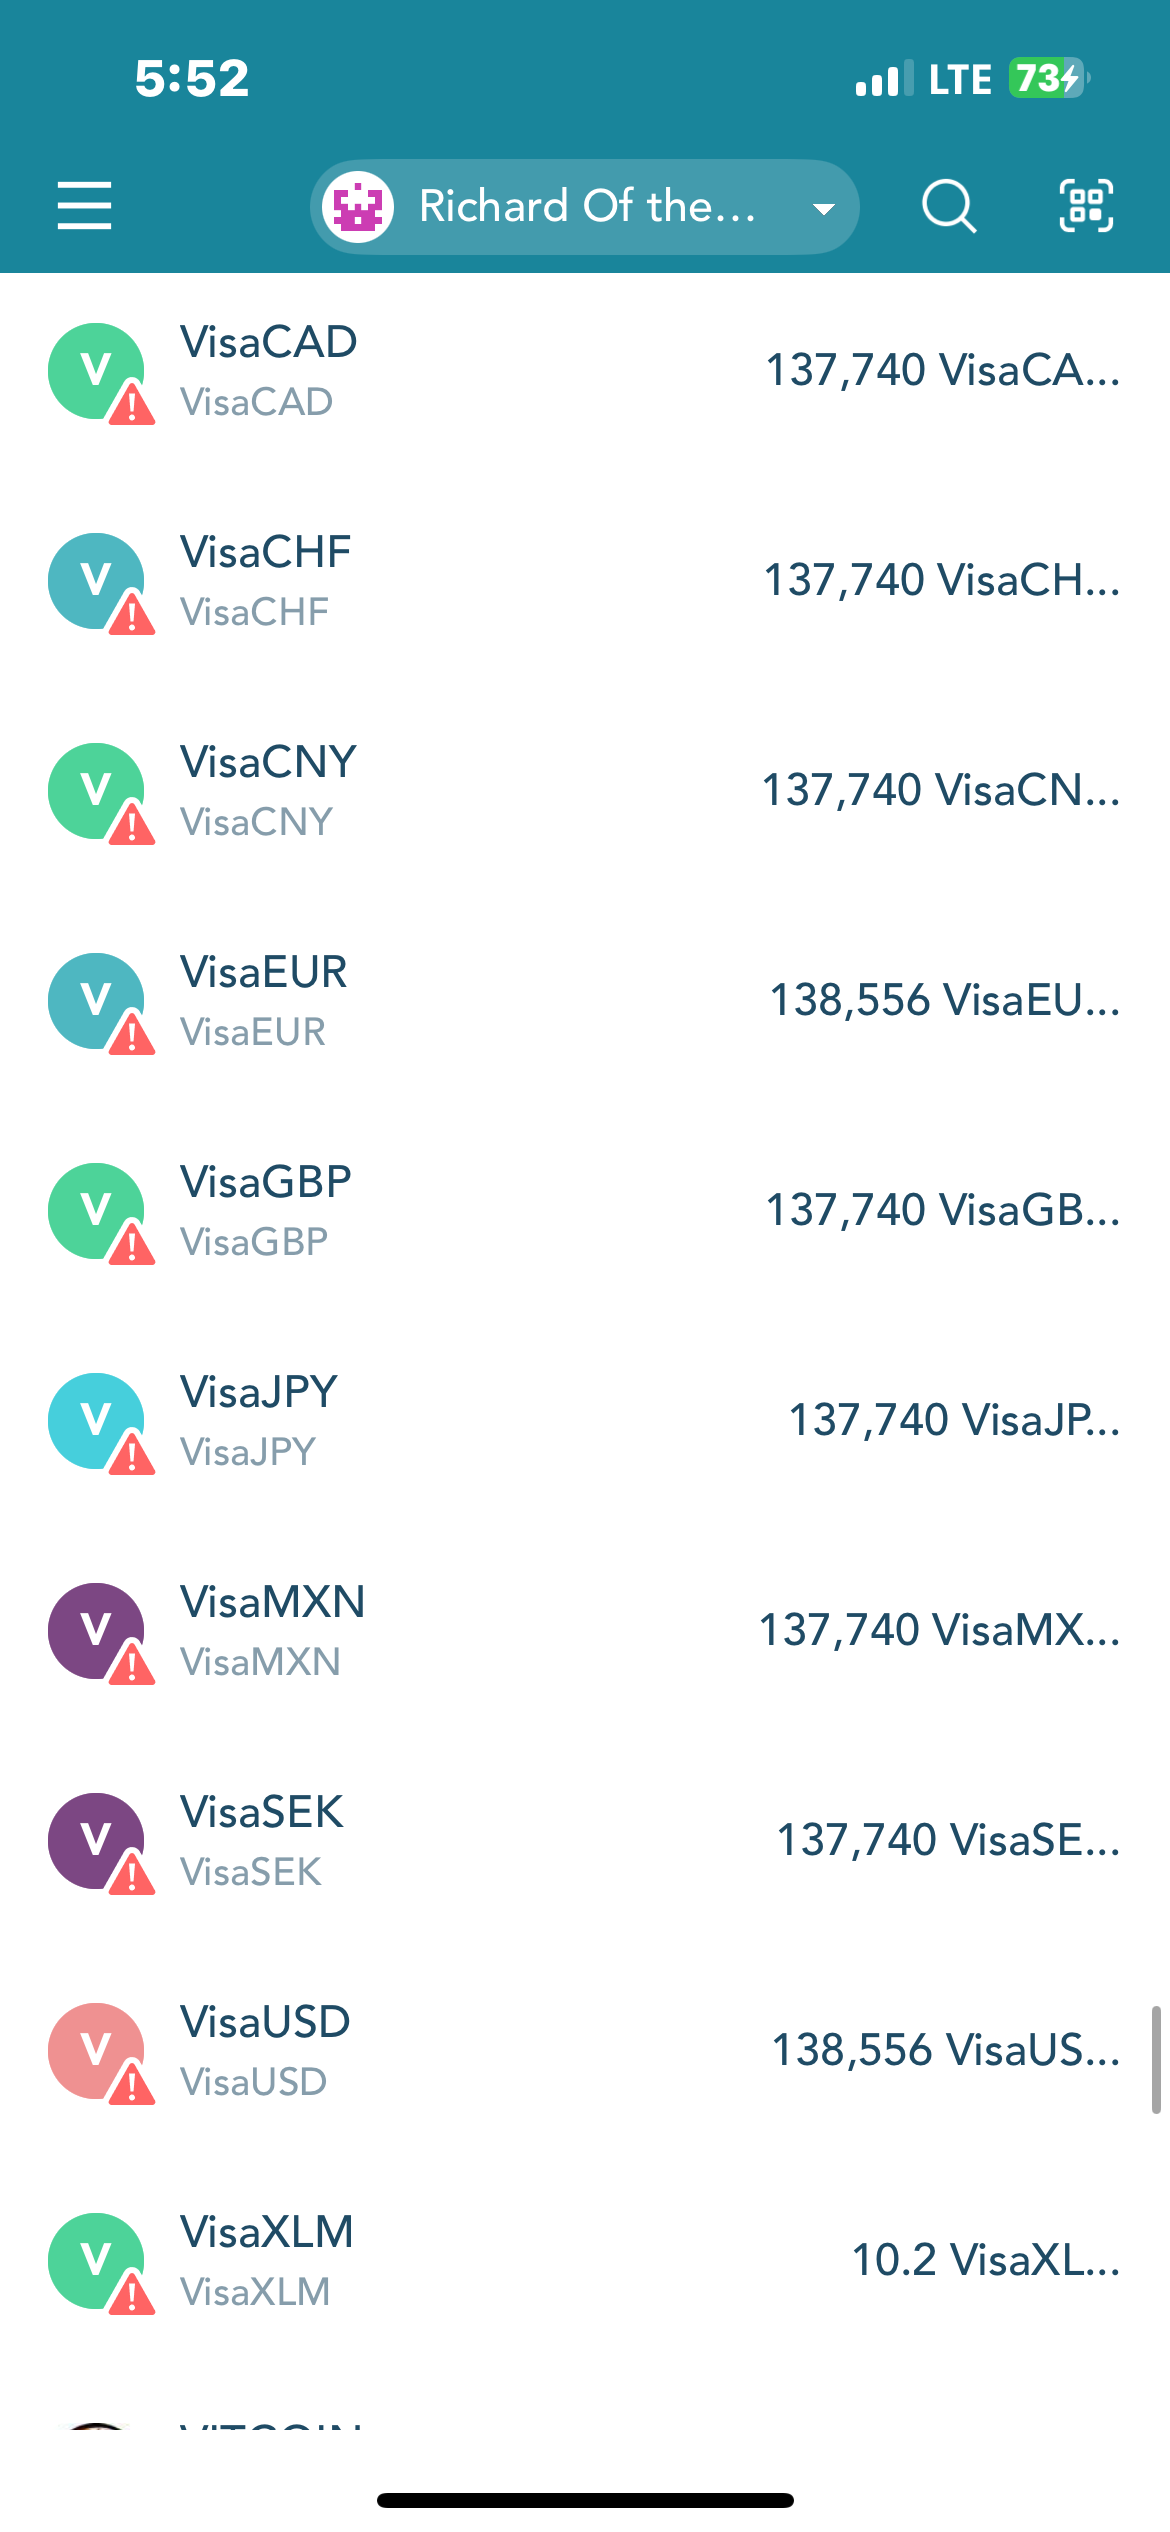 5:52
LTE 73
Richard Of the...
V
VisaCAD
VisaCAD
137,740 VisaCA...
V
VisaCHF
VisaCHF
137,740 VisaCH...
V
VisaCNY
VisaCNY
137,740 VisaCN...
V
VisaEUR
VisaEUR
138,556 VisaEU...
V
VisaGBP
VisaGBP
137,740 VisaGB...
V
VisaJPY
VisaJPY
137,740 VisaJP...
V
VisaMXN
VisaMXN
137,740 VisaMX...
V
VisaSEK
VisaSEK
137,740 VisaSE...
V
VisaUSD
VisaUSD
138,556 VisaUS...
V
VisaXLM
VisaXLM
10.2 VisaXL...